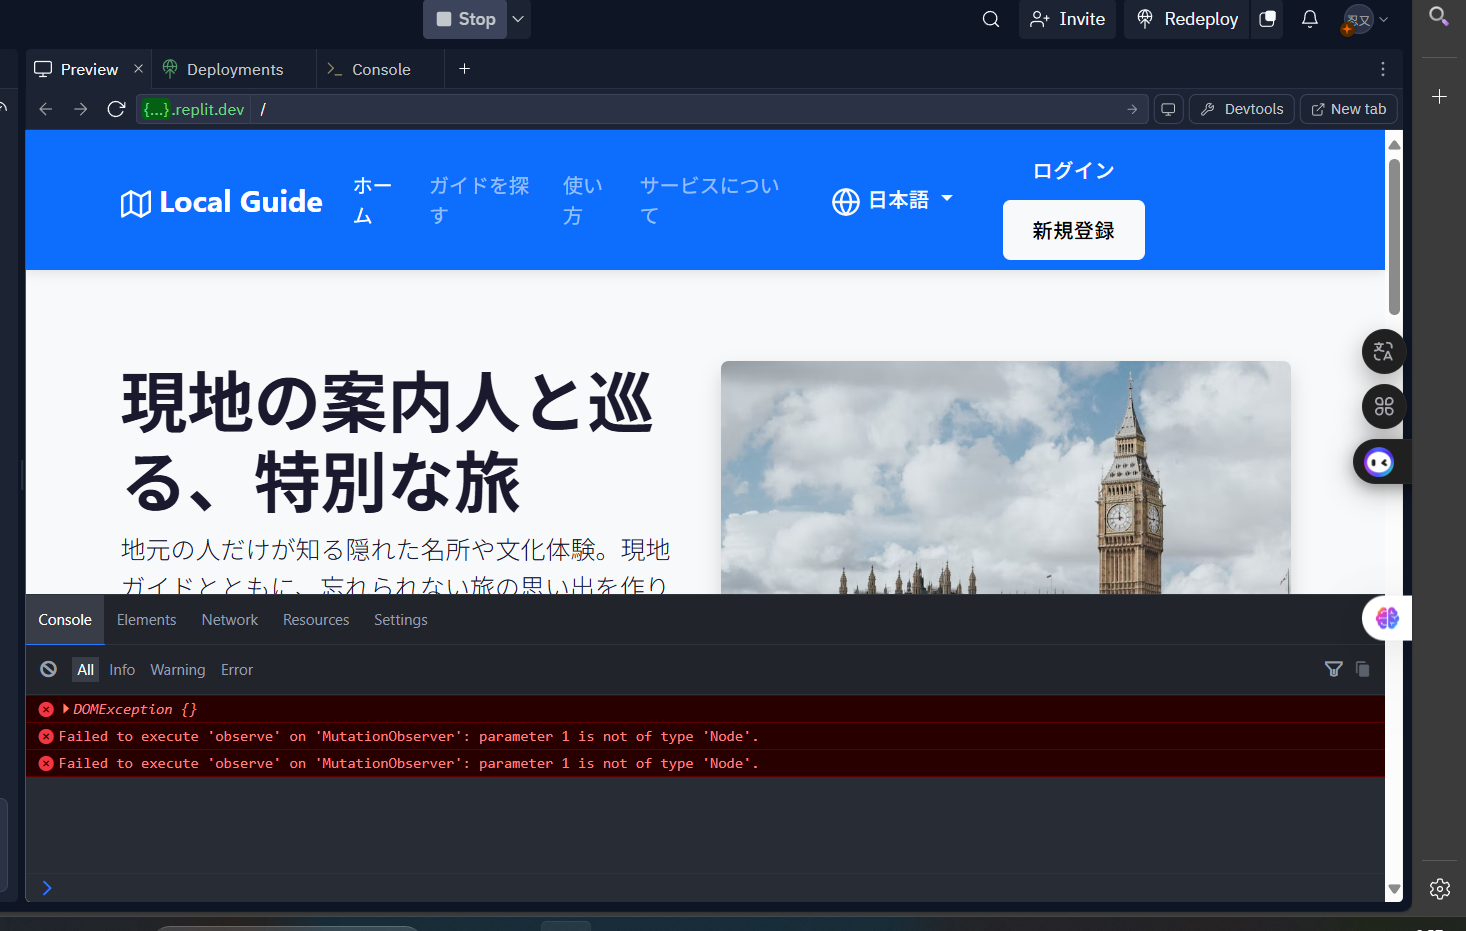 Stop
Invite
Redeploy
忍又
Preview
Deployments
Console
{...}.replit.dev
/
Devtools
New tab
Local Guide
ホー
ム
ガイドを探
す
使い
方
サービスについ
て
日本語
ログイン
新規登録
現地の案内人と巡
る、特別な旅
地元の人だけが知る隠れた名所や文化体験。現地
ガイドとともに、忘れられない旅の思い出を作り
Console
Elements
Network
Resources
Settings
All
Info
Warning
Error
DOMException {}
Failed to execute 'observe' on 'MutationObserver': parameter 1 is not of type 'Node'.
Failed to execute 'observe' on 'MutationObserver': parameter 1 is not of type 'Node'.